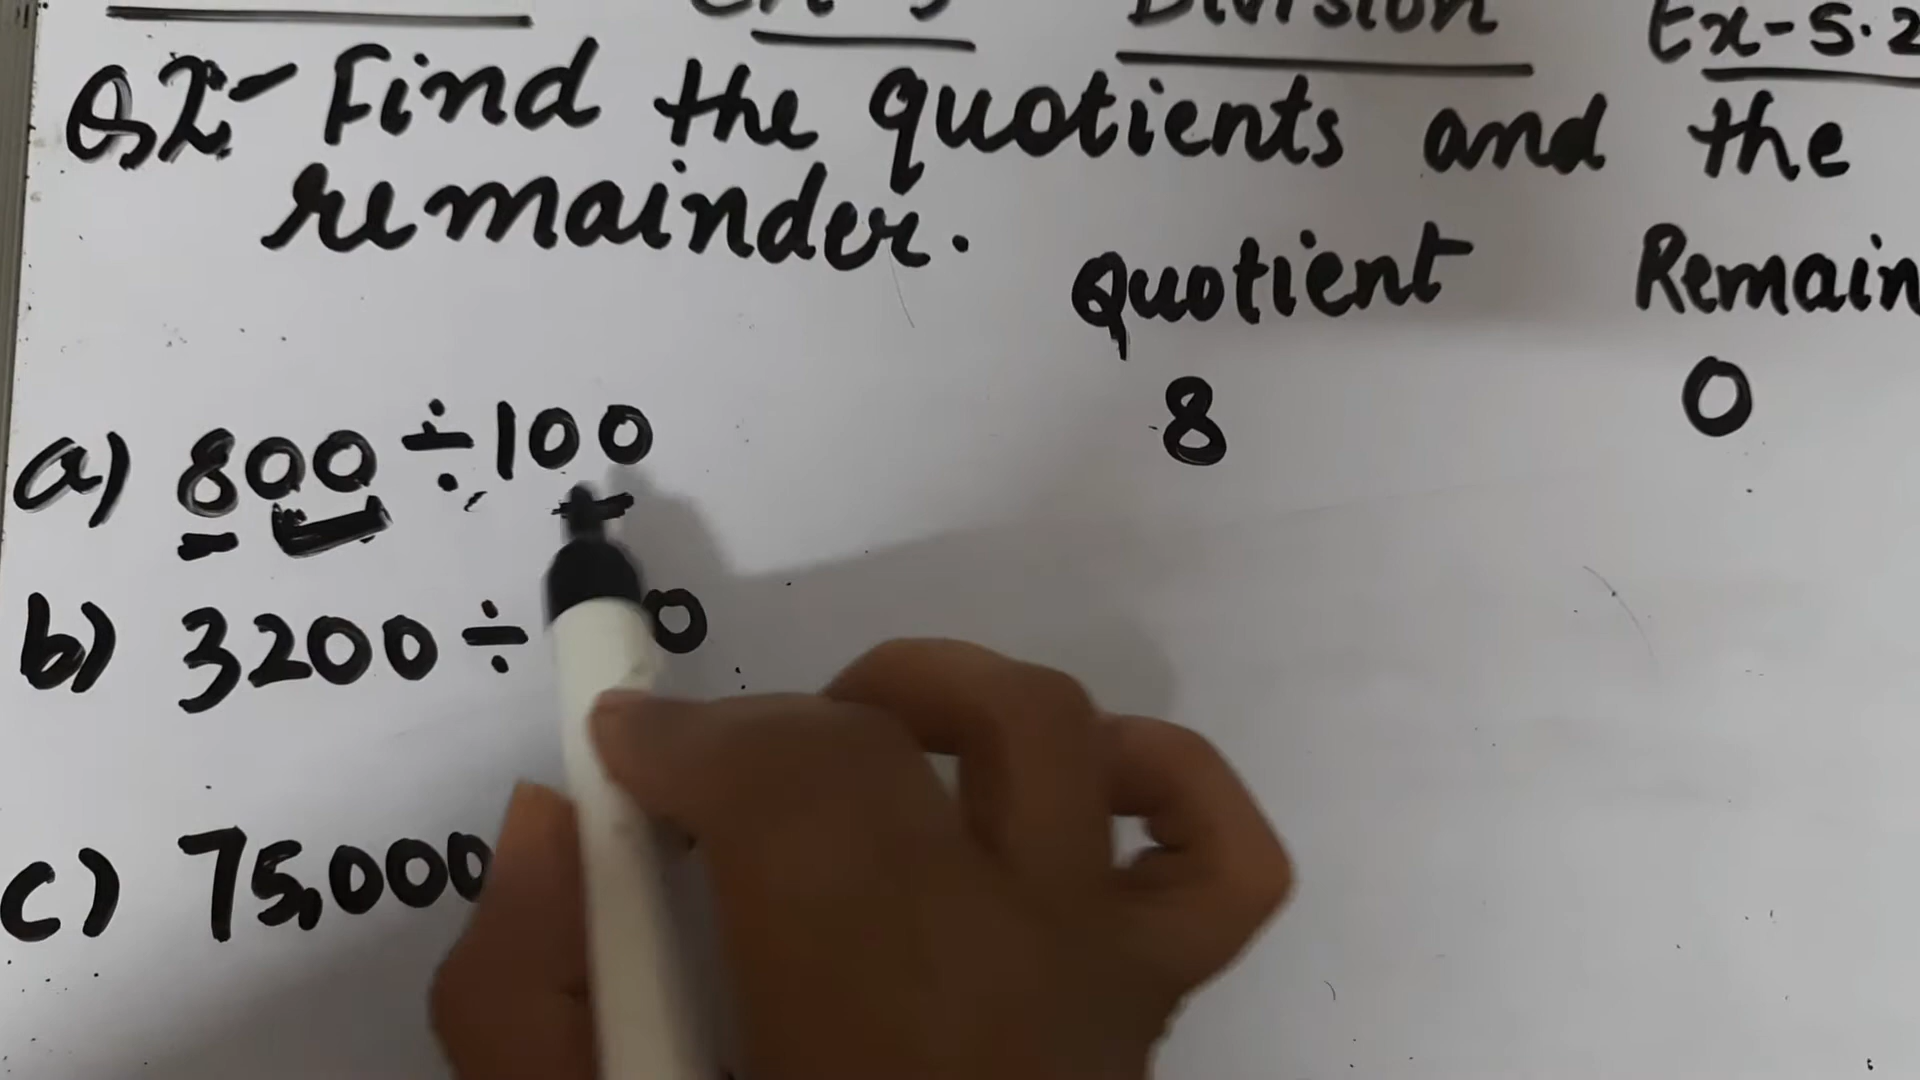 Division Ex-5.2
Q2- Find the quotients and the
remainder.
Quotient Remain
a) 800 ÷ 100 8 0
b) 3200 ÷ 0
c) 75,000